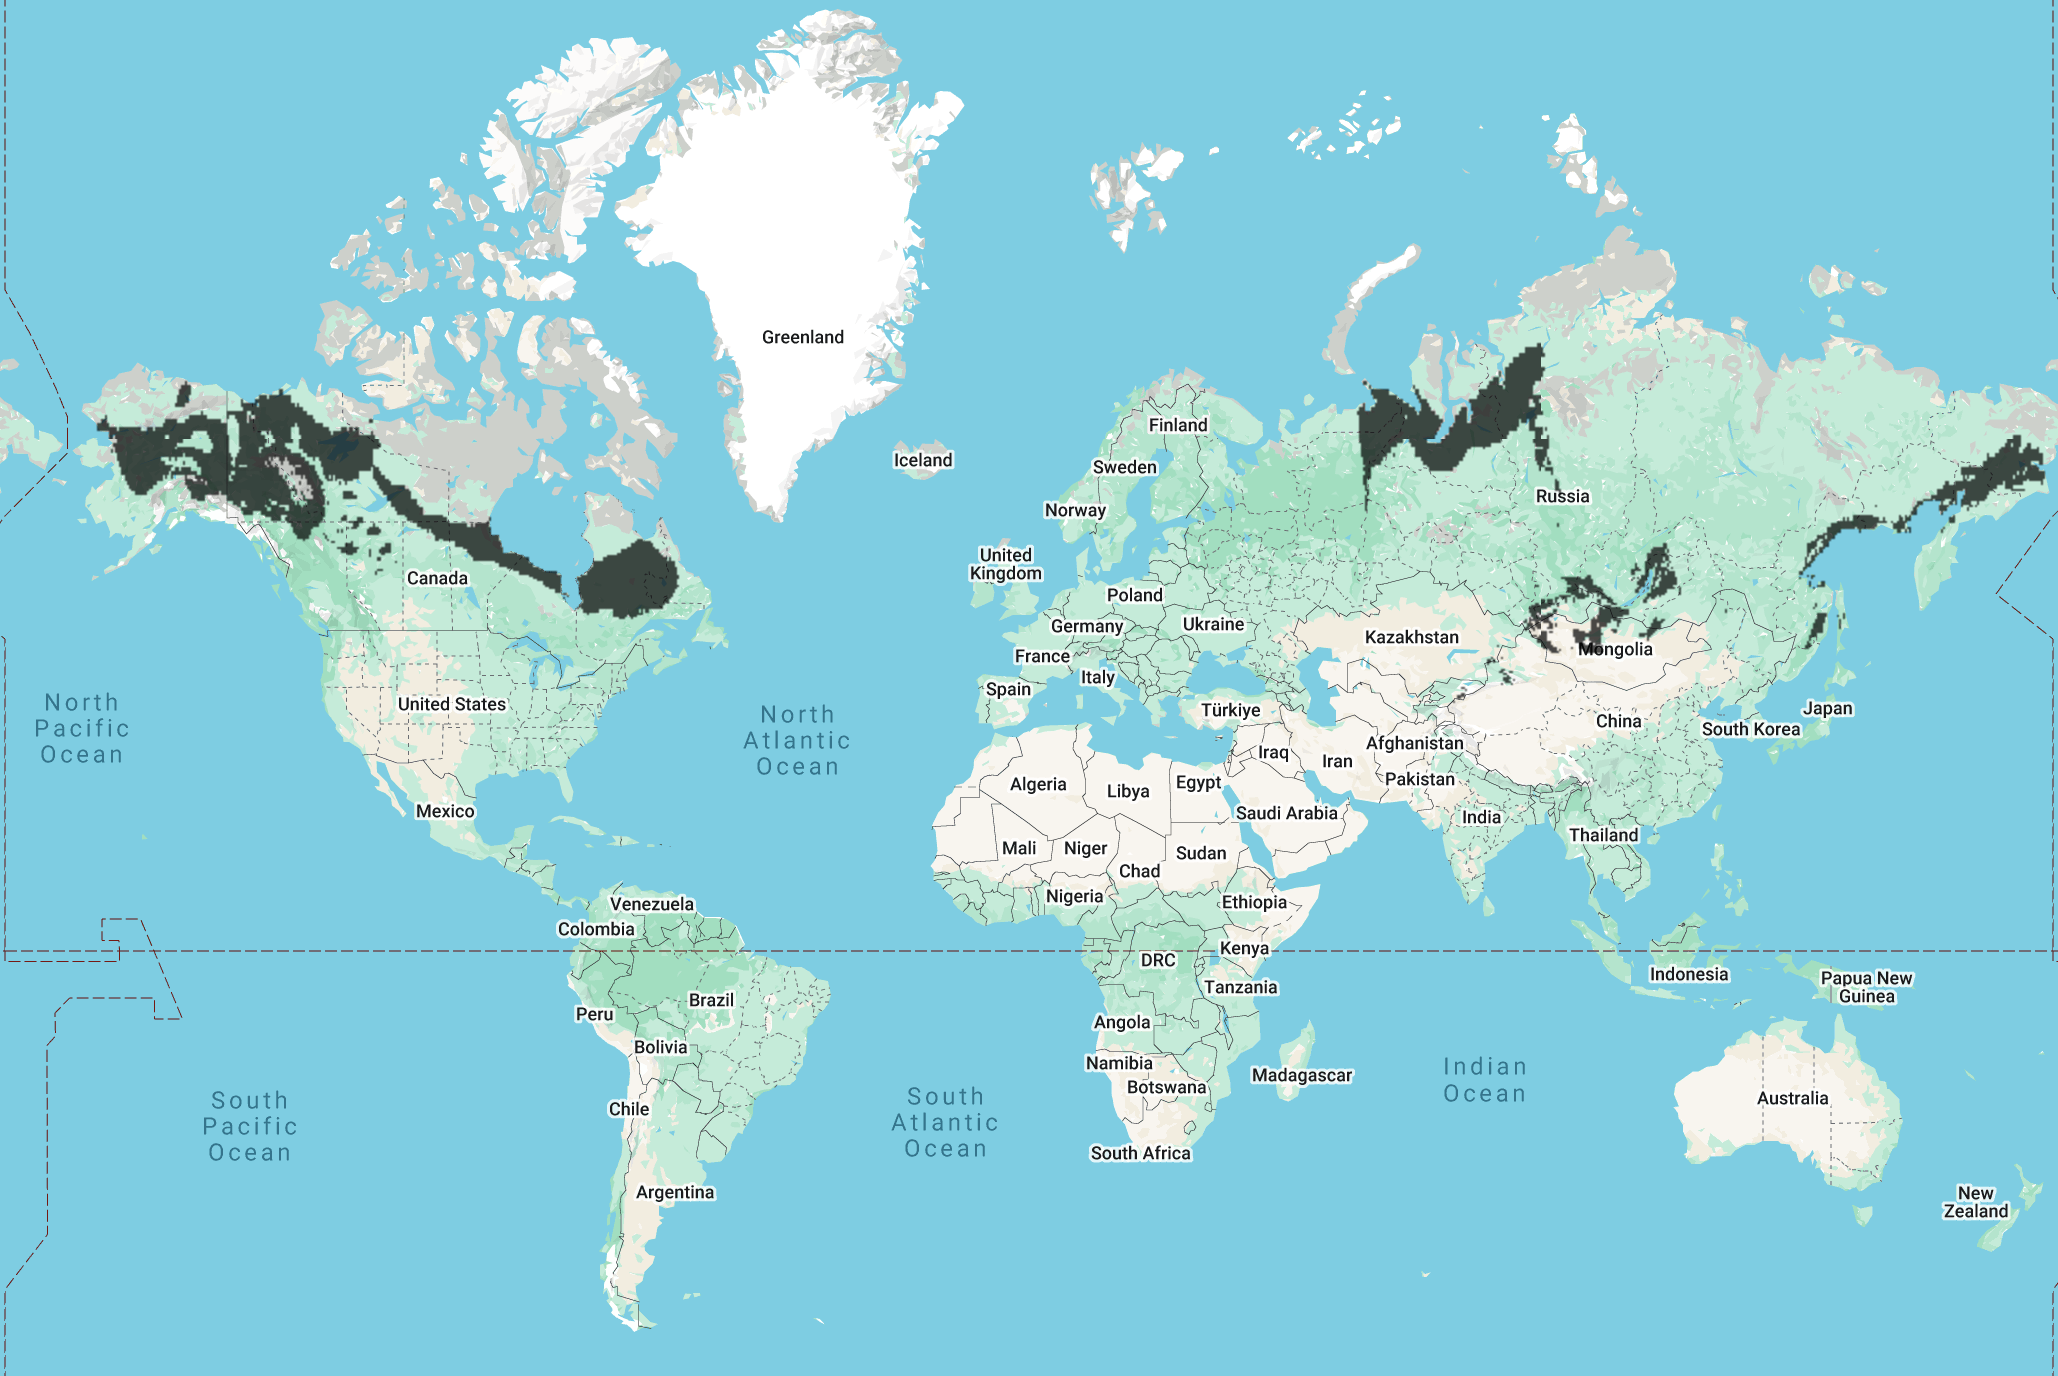 Greenland
Iceland
Finland
Sweden
Norway
Russia
United
Kingdom
Canada
Poland
Germany
Ukraine
Kazakhstan
France
Mongolia
Italy
Spain
United States
Türkiye
China
Japan
South Korea
North
Pacific
Ocean
North
Atlantic
Ocean
Iraq
Iran
Afghanistan
Pakistan
Algeria
Libya
Egypt
Saudi Arabia
India
Mexico
Thailand
Mali
Niger
Sudan
Chad
Nigeria
Ethiopia
Venezuela
Colombia
Kenya
DRC
Tanzania
Indonesia
Papua New
Guinea
Brazil
Peru
Angola
Bolivia
Namibia
Botswana
Madagascar
Indian
Ocean
Australia
Chile
South
Pacific
Ocean
South
Atlantic
Ocean
South Africa
Argentina
New
Zealand